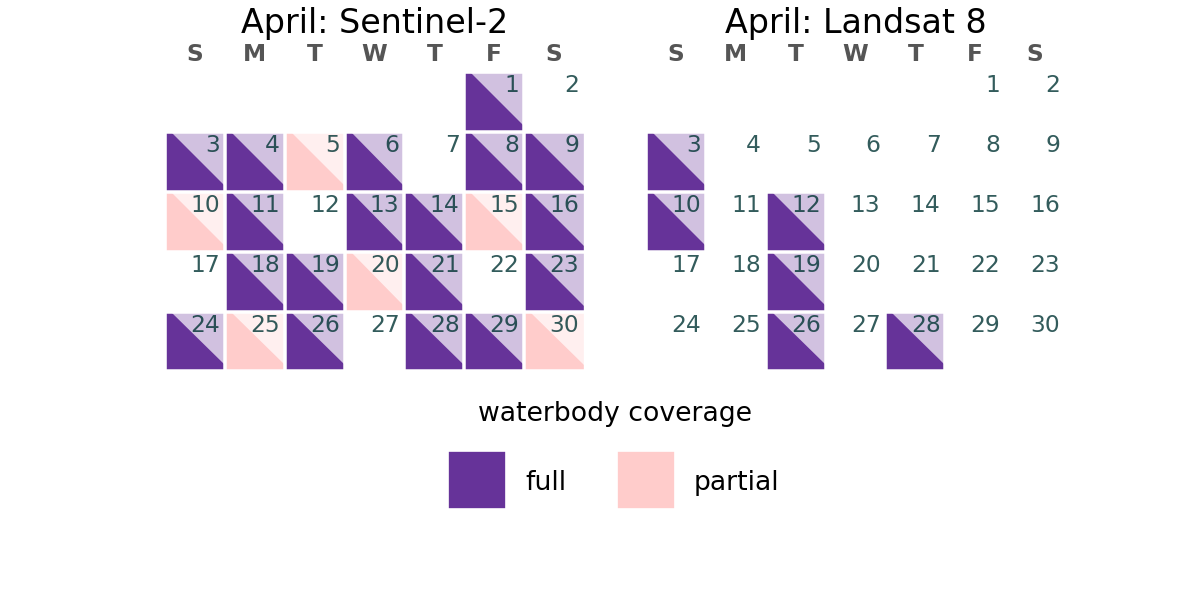 April: Sentinel-2
S M T W T F S
1 2
3 4 5 6 7 8 9
10 11 12 13 14 15 16
17 18 19 20 21 22 23
24 25 26 27 28 29 30
April: Landsat 8
S M T W T F S
1 2
3 4 5 6 7 8 9
10 11 12 13 14 15 16
17 18 19 20 21 22 23
24 25 26 27 28 29 30
waterbody coverage
full
partial